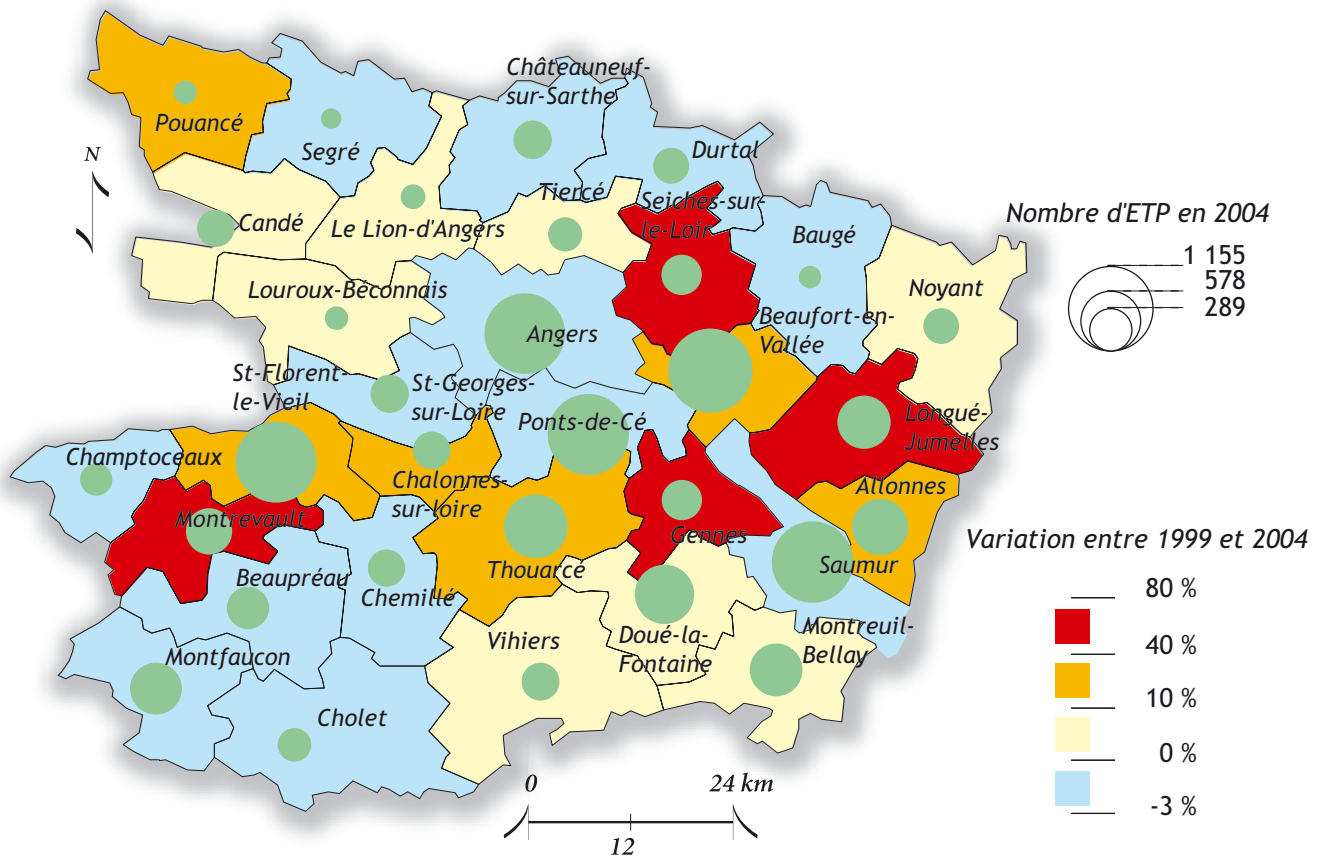 Châteauneuf-
sur-Sarthe
Pouancé
Segré
Durtal
N
Tiercé
Seiches-sur-
le-Loir
Candé
Le Lion-d'Angers
Baugé
Nombre d'ETP en 2004
1 155
578
289
Louroux-Béconnais
Noyant
Angers
Beaufort-en-
Vallée
St-Florent-
le-Vieil
St-Georges-
sur-Loire
Ponts-de-Cé
Longué-
Jumelles
Champtoceaux
Chalonnes-
sur-loire
Allonnes
Montrevault
Gennes
Variation entre 1999 et 2004
80 %
40 %
10 %
0 %
-3 %
Thouarcé
Saumur
Beaupréau
Chemillé
Vihiers
Doué-la-
Fontaine
Montreuil-
Bellay
Montfaucon
Cholet
0
24 km
12